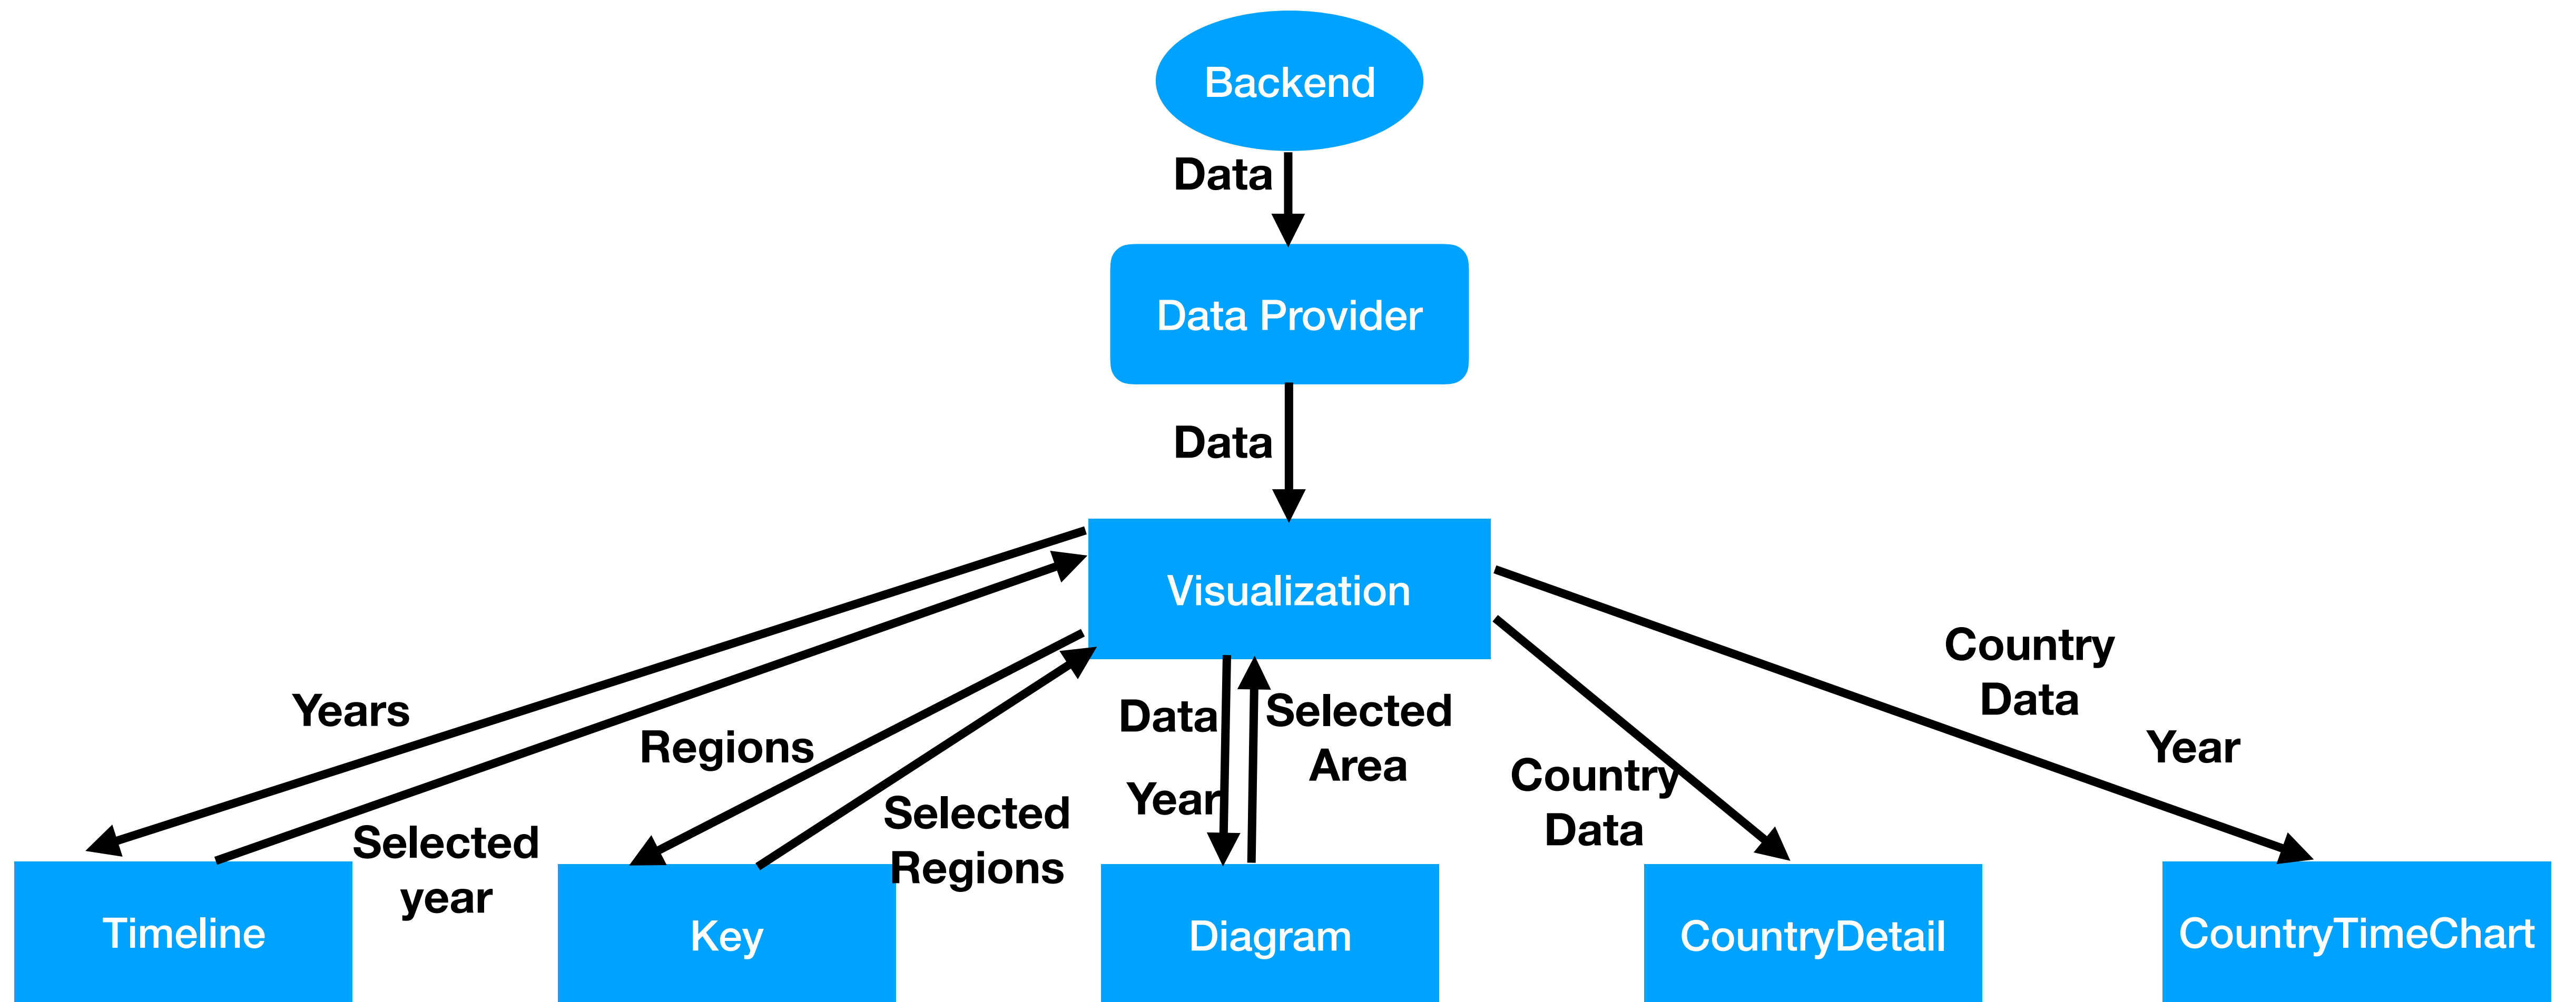 Backend
Data
Data Provider
Data
Visualization
Years
Selected
year
Regions
Selected
Regions
Data
Year
Selected
Area
Country
Data
Country
Data
Year
Timeline
Key
Diagram
CountryDetail
CountryTimeChart